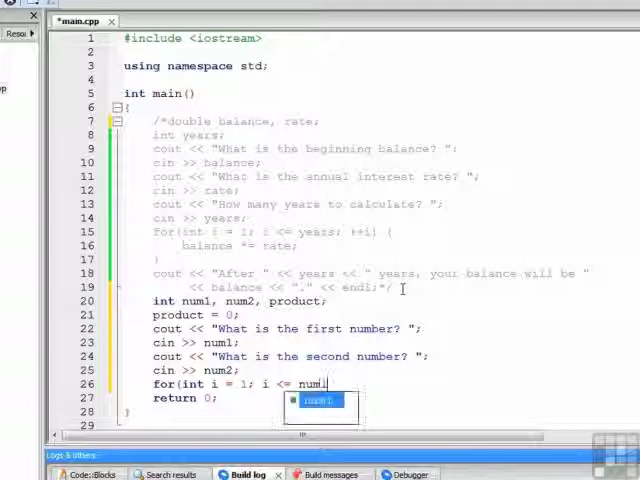 Resou
*main.cpp
1 #include <iostream>
2
3 using namespace std;
4
5 int main()
6 {
7 /*double balance, rate;
8 int years;
9 cout << "What is the beginning balance? ";
10 cin >> balance;
11 cout << "What is the annual interest rate? ";
12 cin >> rate;
13 cout << "How many years to calculate? ";
14 cin >> years;
15 for(int i = 1; i <= years; ++i) {
16 balance *= rate;
17 }
18 cout << "After " << years << " years, your balance will be "
19 << balance << "." << endl;*/
20 int num1, num2, product;
21 product = 0;
22 cout << "What is the first number? ";
23 cin >> num1;
24 cout << "What is the second number? ";
25 cin >> num2;
26 for(int i = 1; i <= num1
27 return 0;
num1
28 }
29
Logs & others
Code::Blocks Search results Build log Build messages Debugger